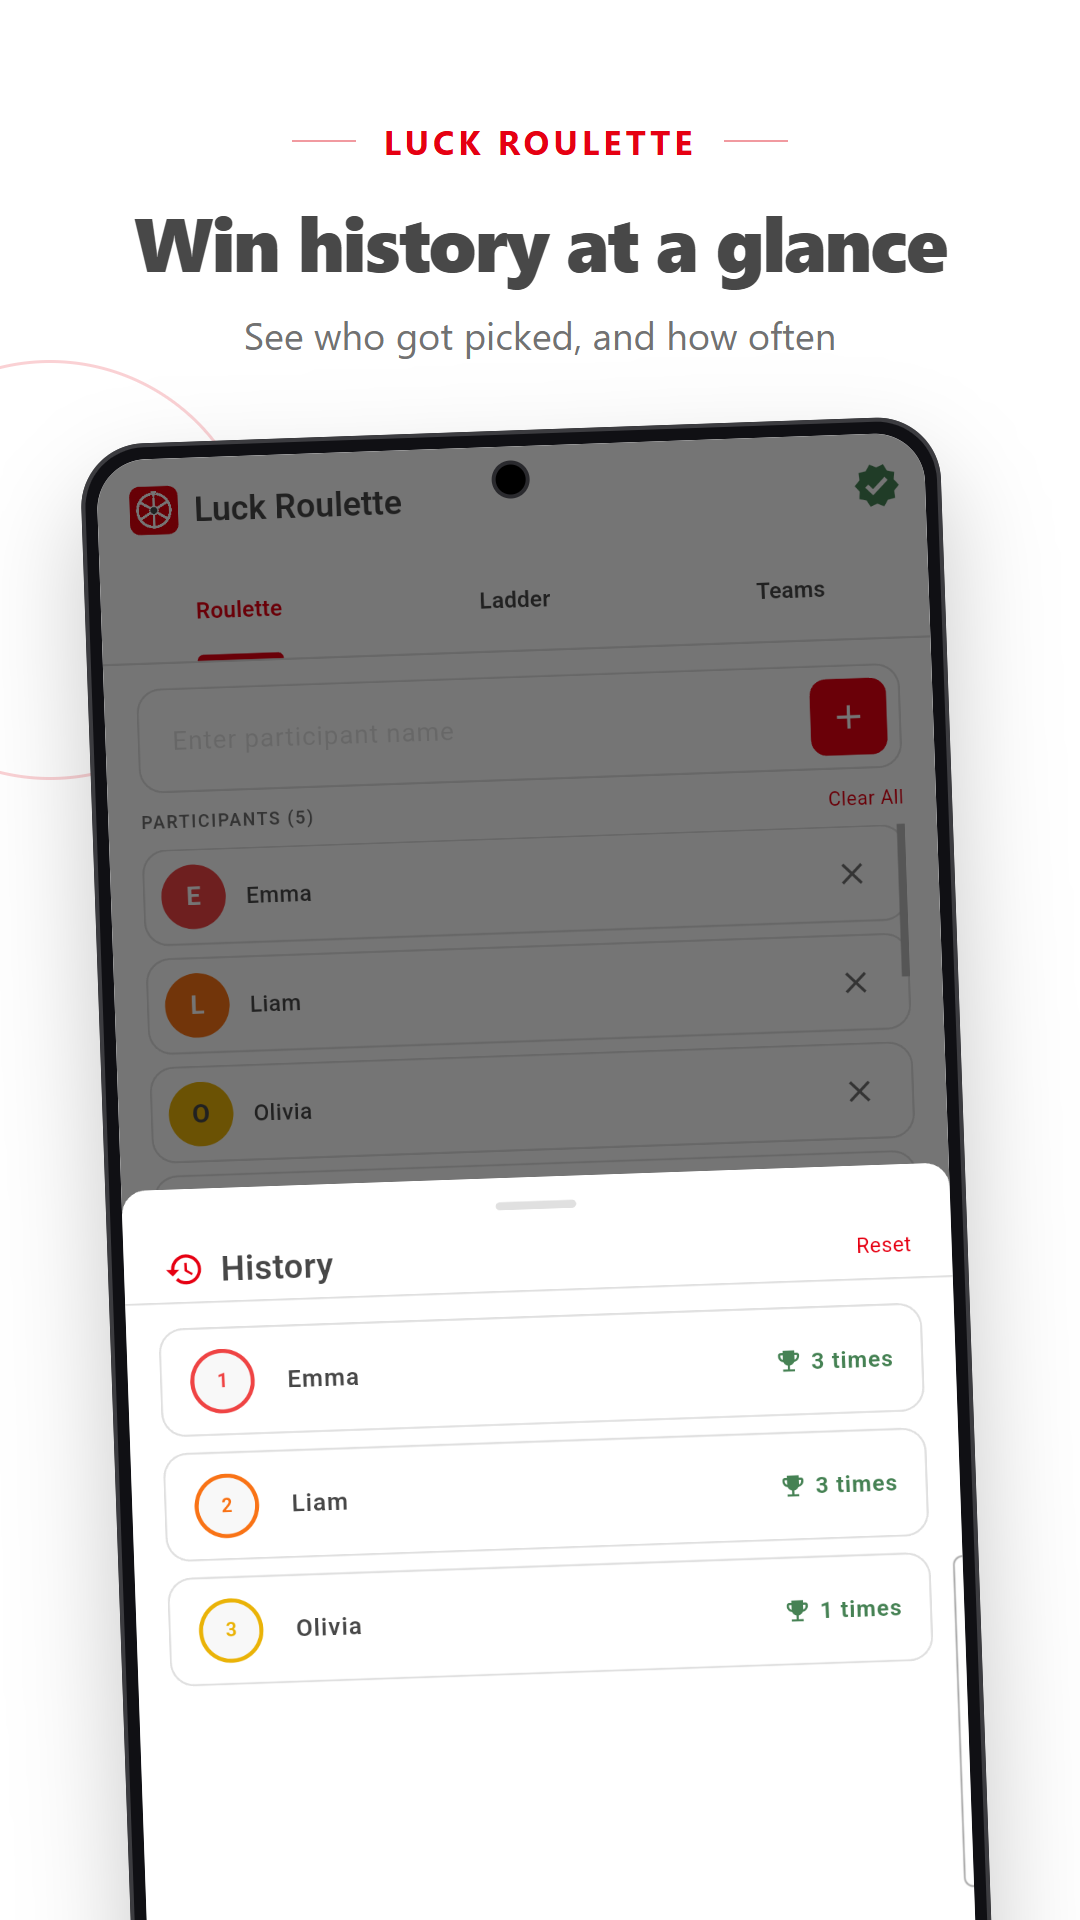 LUCK ROULETTE
Win history at a glance
See who got picked, and how often
Luck Roulette
Roulette
Ladder
Teams
Enter participant name
PARTICIPANTS (5)
Clear All
E
Emma
L
Liam
O
Olivia
History
Reset
1
Emma
3 times
2
Liam
3 times
3
Olivia
1 times